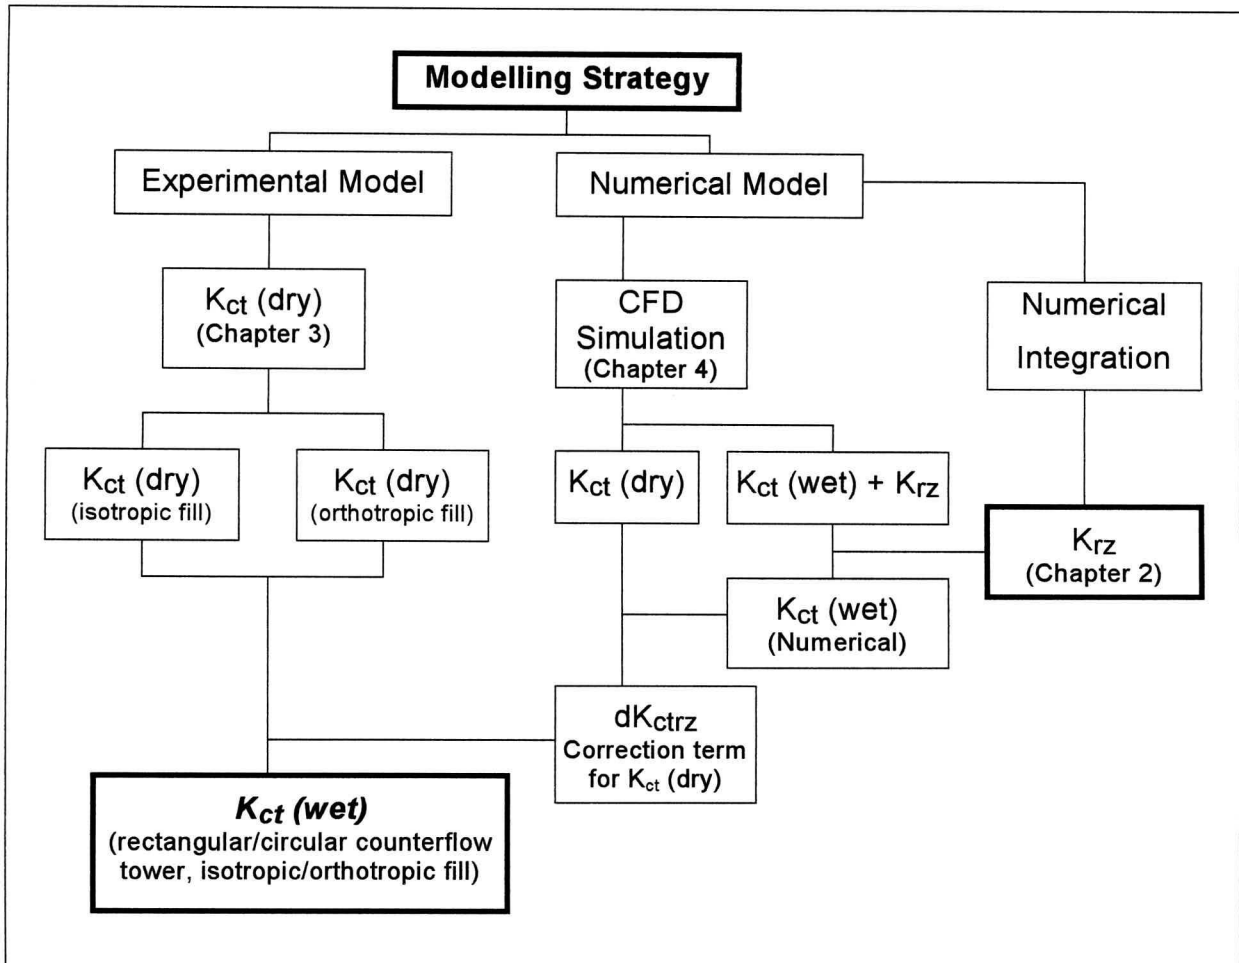 Modelling Strategy
Experimental Model
Numerical Model
Kct (dry)
(Chapter 3)
CFD
Simulation
(Chapter 4)
Numerical
Integration
Kct (dry)
(isotropic fill)
Kct (dry)
(orthotropic fill)
Kct (dry)
Kct (wet) + Krz
Krz
(Chapter 2)
Kct (wet)
(Numerical)
dKctrz
Correction term
for Kct (dry)
Kct (wet)
(rectangular/circular counterflow
tower, isotropic/orthotropic fill)